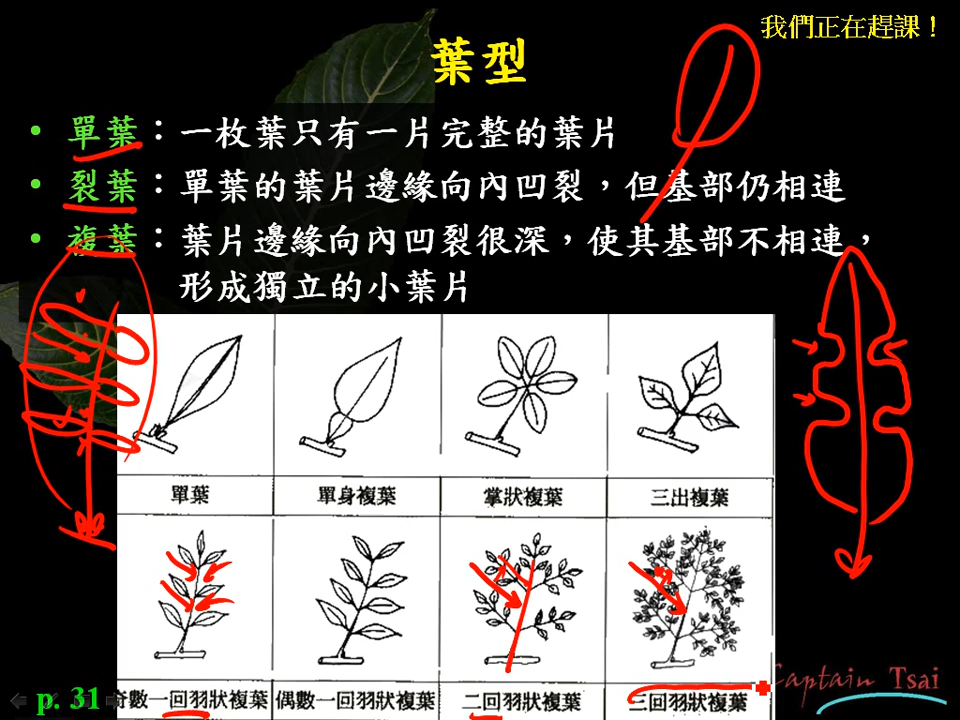 我們正在趕課！
葉型
• 單葉：一枚葉只有一片完整的葉片
• 裂葉：單葉的葉片邊緣向內凹裂，但基部仍相連
• 複葉：葉片邊緣向內凹裂很深，使其基部不相連，
形成獨立的小葉片
單葉 單身複葉 掌狀複葉 三出複葉
奇數一回羽狀複葉 偶數一回羽狀複葉 二回羽狀複葉 三回羽狀複葉
p. 31
Captain Tsai